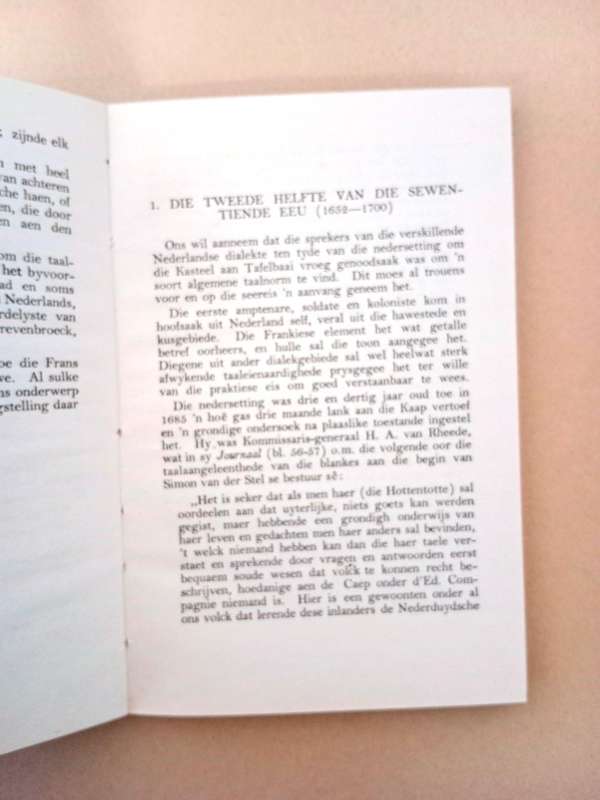 zijnde elk
met heel
van achteren
che haen, of
en, die door
en aen den
om die taal-
het byvoor-
ad en soms
Nederlands,
rdelyste van
revenbroeck,
oe die Frans
we. Al sulke
ns onderwerp
gstelling daar
1. DIE TWEEDE HELFTE VAN DIE SEWEN-
TIENDE EEU (1652—1700)
Ons wil aanneem dat die sprekers van die verskillende
Nederlandse dialekte ten tyde van die nedersetting om
die Kasteel aan Tafelbaai vroeg genoodsaak was om 'n
soort algemene taalnorm te vind. Dit moes al trouens
voor en op die seereis 'n aanvang geneem het.
Die eerste amptenare, soldate en koloniste kom in
hoofsaak uit Nederland self, veral uit die hawestede en
kusgebiede. Die Frankiese element het wat getalle
betref oorheers, en hulle sal die toon aangegee het.
Diegene uit ander dialekgebiede sal wel heelwat sterk
afwykende taaleienaardighede prysgegee het ter wille
van die praktiese eis om goed verstaanbaar te wees.
Die nedersetting was drie en dertig jaar oud toe in
1685 'n hoë gas drie maande lank aan die Kaap vertoef
en 'n grondige ondersoek na plaaslike toestande ingestel
het. Hy was Kommissaris-generaal H. A. van Rheede,
wat in sy Journaal (bl. 56-57) o.m. die volgende oor die
taalaangeleenthede van die blankes aan die begin van
Simon van der Stel se bestuur sê:
„Het is seker dat als men haer (die Hottentotte) sal
oordeelen aan dat uyterlijke, niets goets kan werden
gegist, maer hebbende een grondigh onderwijs van
haer leven en gedachten men haer anders sal bevinden,
't welck niemand hebben kan dan die haer taele ver-
staet en sprekende door vragen en antwoorden eerst
bequaem soude wesen dat volck te konnen recht be-
schrijven, hoedanige aen de Caep onder d'Ed. Com-
pagnie niemand is. Hier is een gewoonten onder al
ons volck dat lerende dese inlanders de Nederduydsche